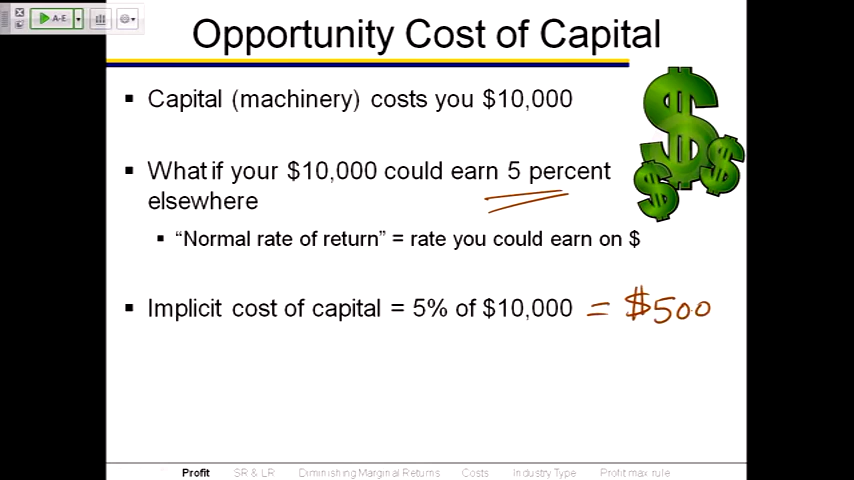 A-E
Opportunity Cost of Capital
▪ Capital (machinery) costs you $10,000
▪ What if your $10,000 could earn 5 percent
elsewhere
▪ “Normal rate of return” = rate you could earn on $
▪ Implicit cost of capital = 5% of $10,000 = $500
Profit SR & LR Diminishing Marginal Returns Costs Industry Type Profit max rule